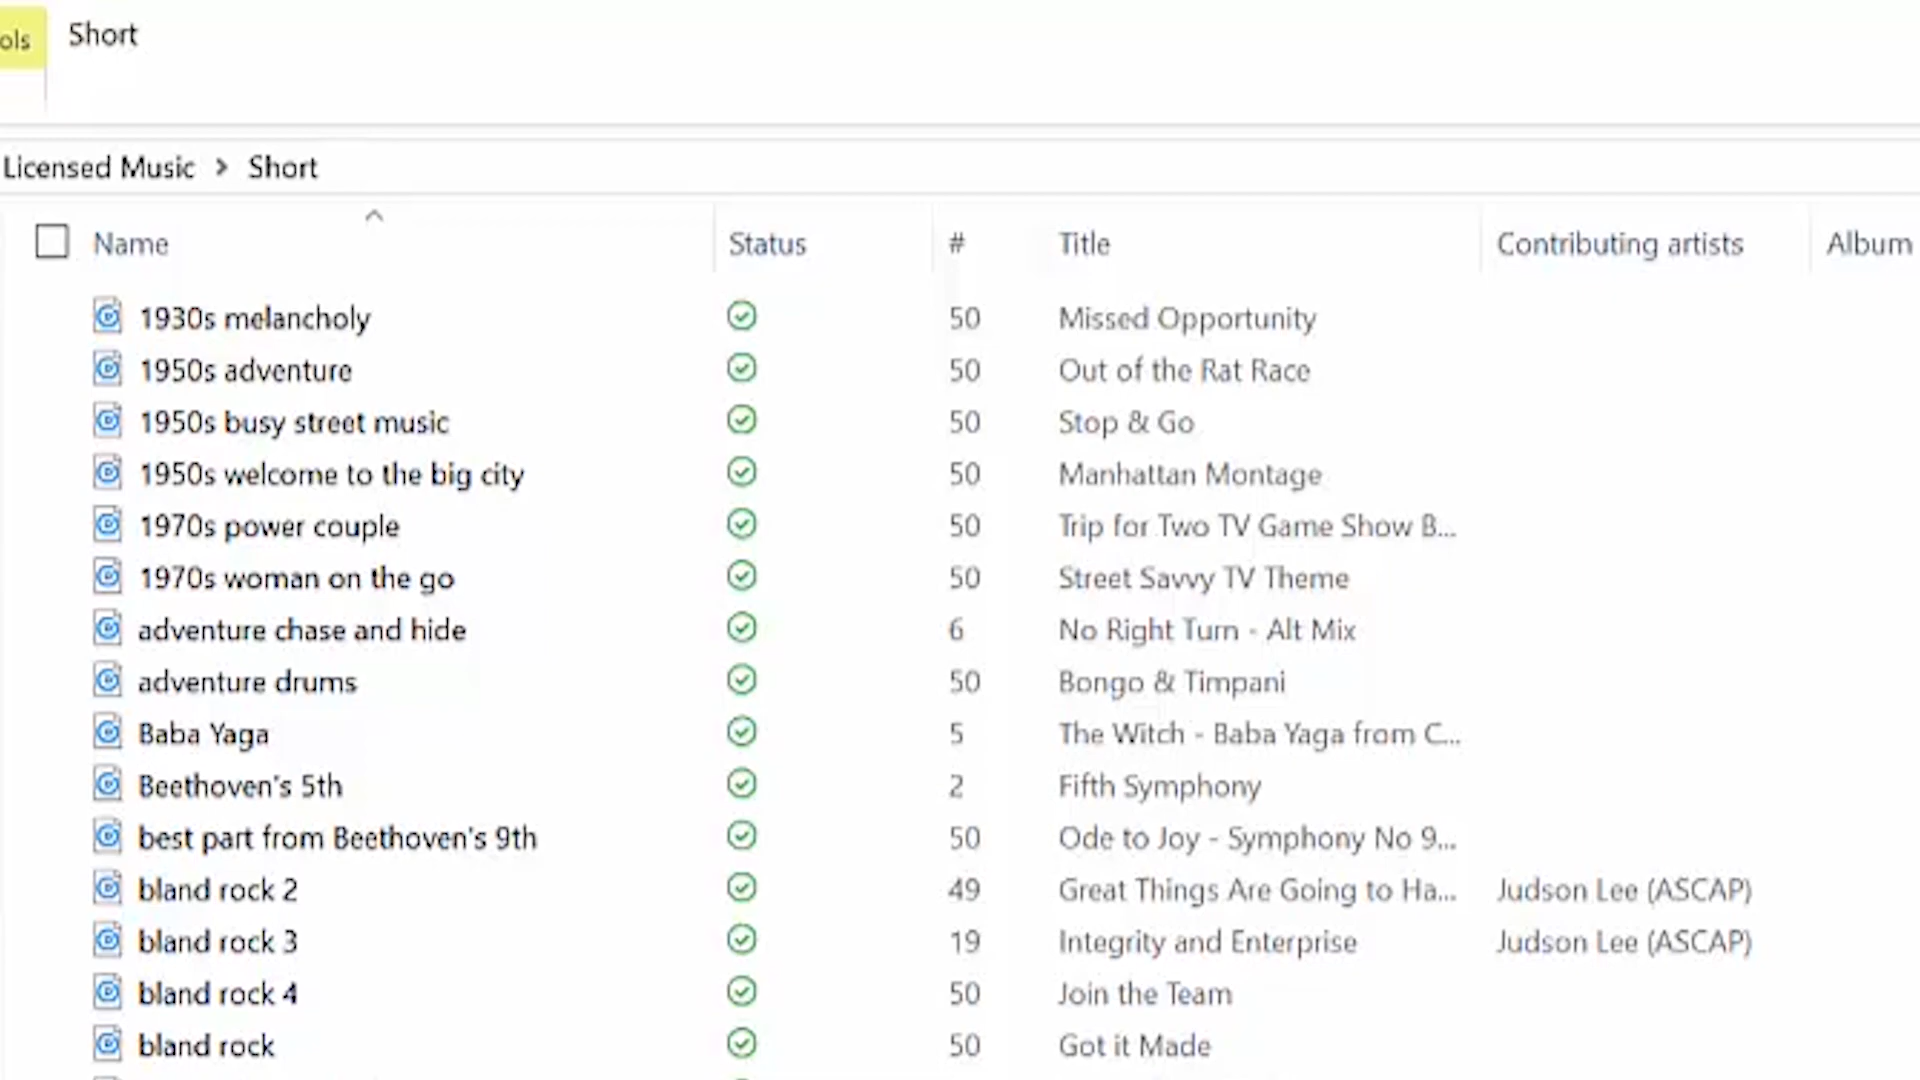 ols Short
Licensed Music > Short
Name Status # Title Contributing artists Album
1930s melancholy 50 Missed Opportunity
1950s adventure 50 Out of the Rat Race
1950s busy street music 50 Stop & Go
1950s welcome to the big city 50 Manhattan Montage
1970s power couple 50 Trip for Two TV Game Show B...
1970s woman on the go 50 Street Savvy TV Theme
adventure chase and hide 6 No Right Turn - Alt Mix
adventure drums 50 Bongo & Timpani
Baba Yaga 5 The Witch - Baba Yaga from C...
Beethoven's 5th 2 Fifth Symphony
best part from Beethoven's 9th 50 Ode to Joy - Symphony No 9...
bland rock 2 49 Great Things Are Going to Ha... Judson Lee (ASCAP)
bland rock 3 19 Integrity and Enterprise Judson Lee (ASCAP)
bland rock 4 50 Join the Team
bland rock 50 Got it Made